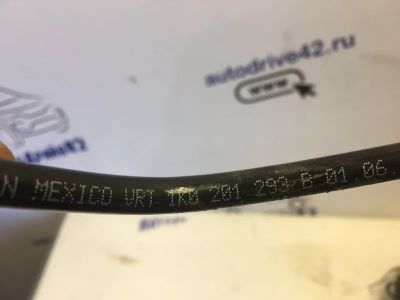 autodrive42.ru
www
N MEXICO VRT 1K0 201 293 B 01.06.